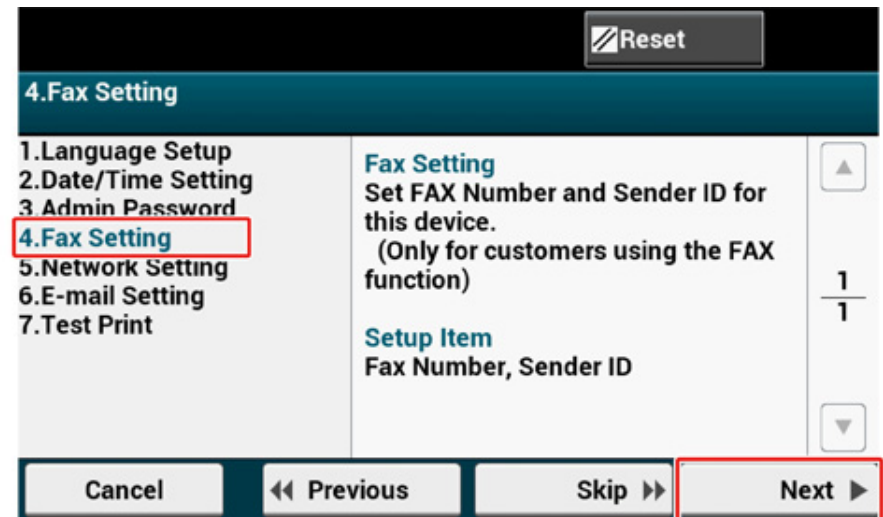 Reset
4.Fax Setting
1.Language Setup
2.Date/Time Setting
3.Admin Password
4.Fax Setting
5.Network Setting
6.E-mail Setting
7.Test Print
Fax Setting
Set FAX Number and Sender ID for
this device.
(Only for customers using the FAX
function)
Setup Item
Fax Number, Sender ID
1
1
Cancel
Previous
Skip
Next